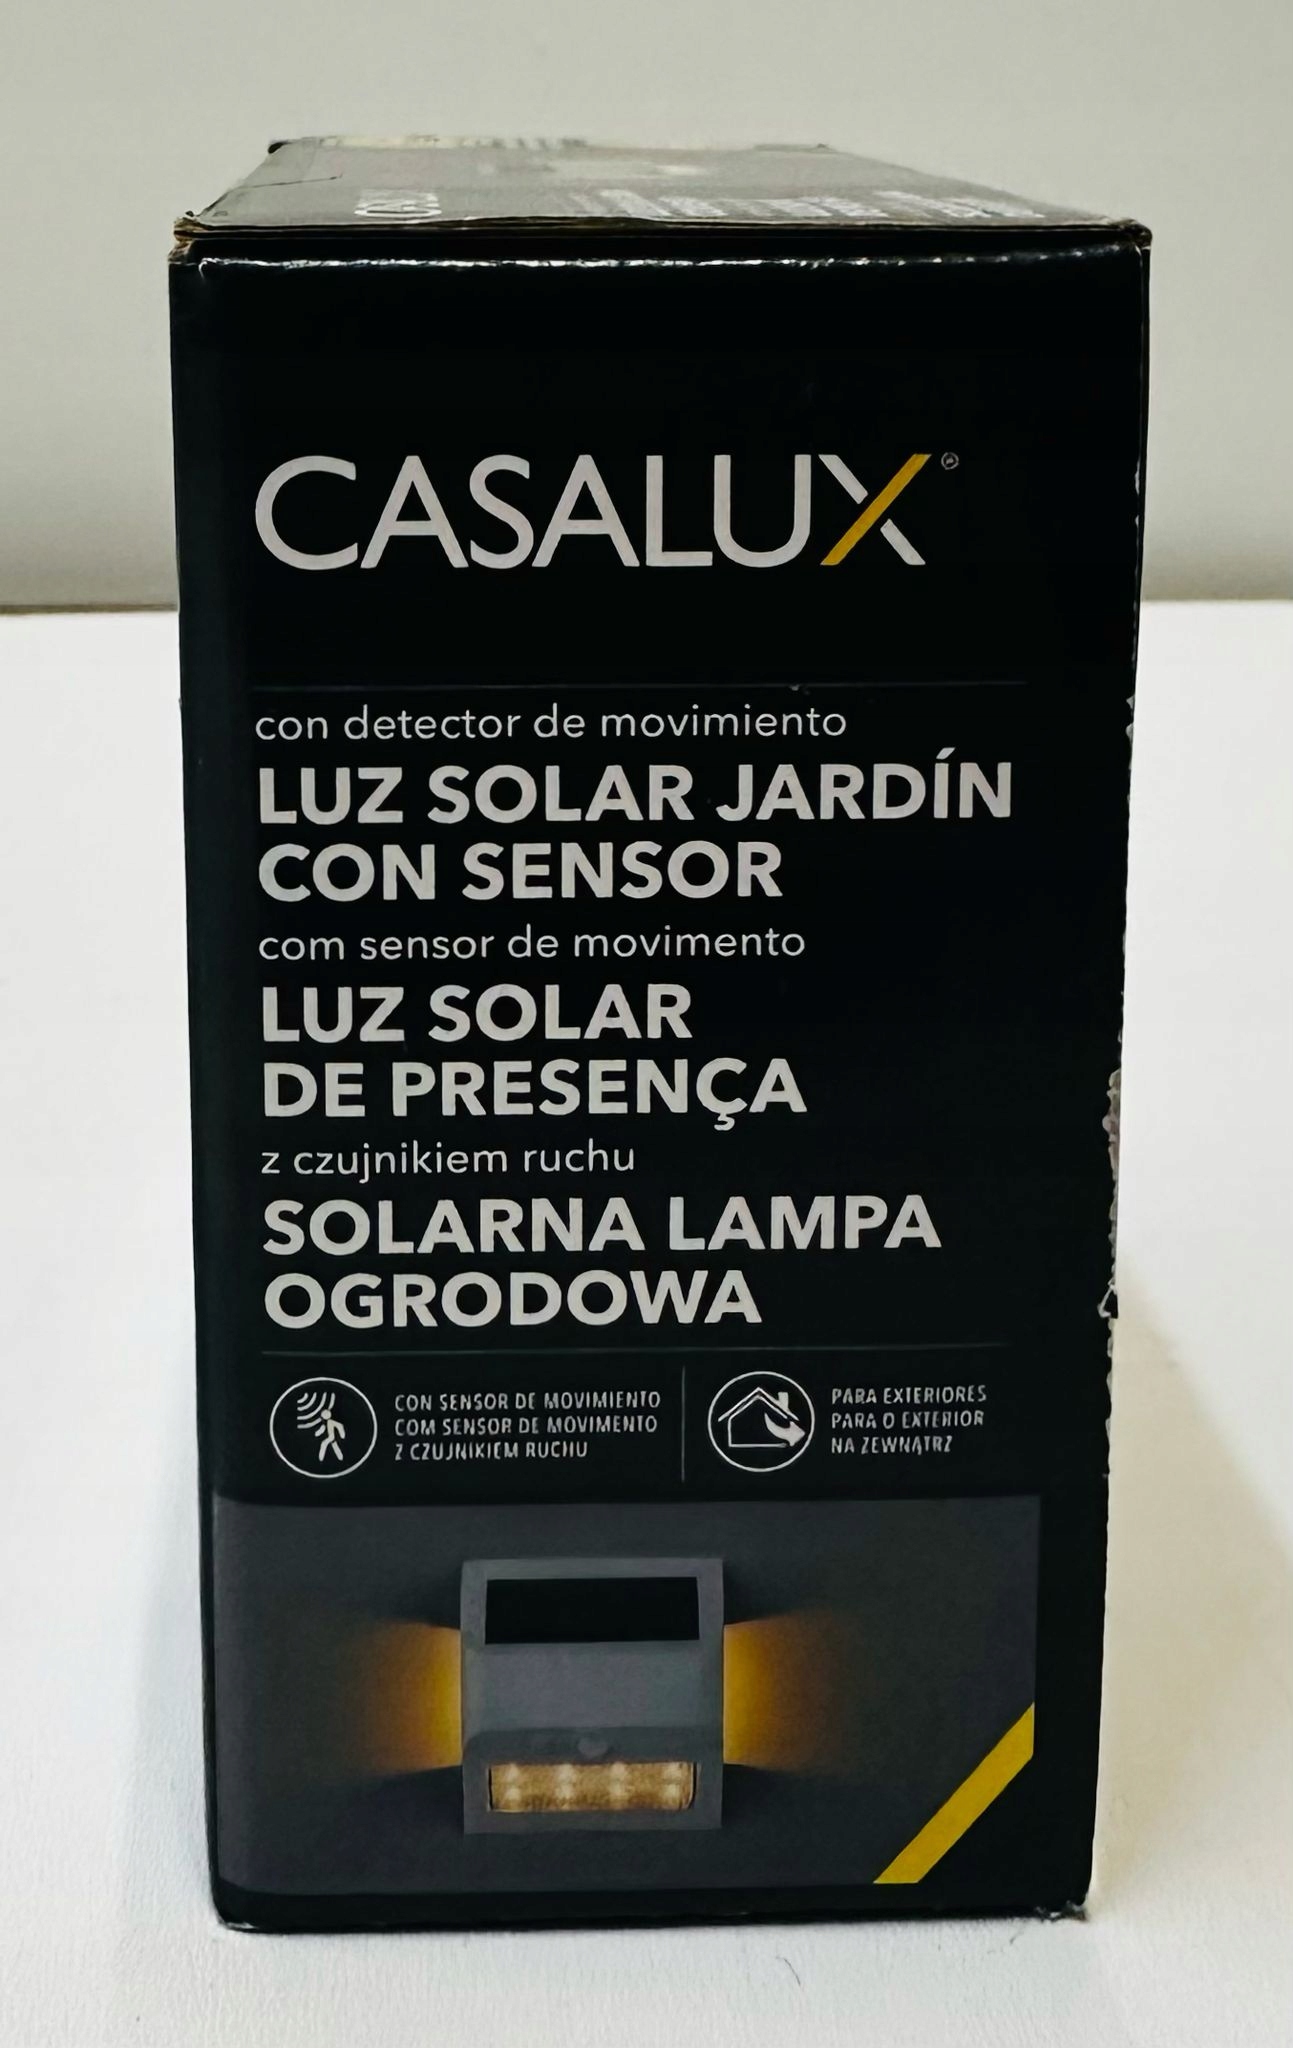 CASALUX®
con detector de movimiento
LUZ SOLAR JARDÍN
CON SENSOR
com sensor de movimento
LUZ SOLAR
DE PRESENÇA
z czujnikiem ruchu
SOLARNA LAMPA
OGRODOWA
CON SENSOR DE MOVIMIENTO
COM SENSOR DE MOVIMENTO
Z CZUJNIKIEM RUCHU
PARA EXTERIORES
PARA O EXTERIOR
NA ZEWNĄTRZ